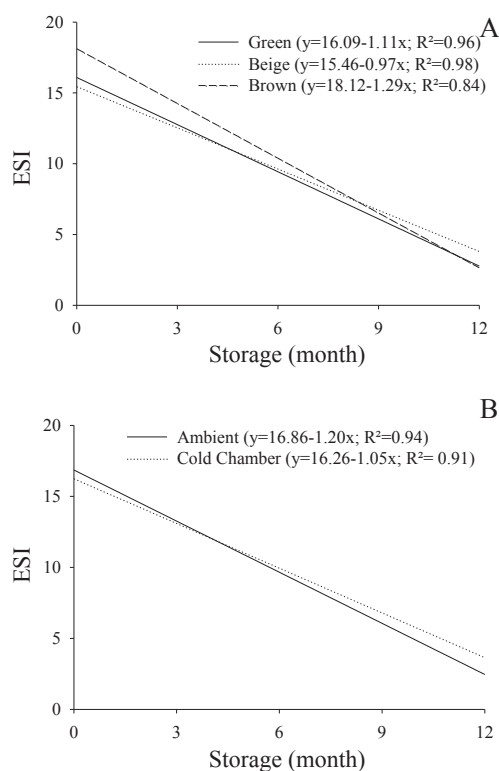 A
20
Green (y=16.09-1.11x; R²=0.96)
Beige (y=15.46-0.97x; R²=0.98)
Brown (y=18.12-1.29x; R²=0.84)
15
ESI
10
5
0
0 3 6 9 12
Storage (month)
B
20
Ambient (y=16.86-1.20x; R²=0.94)
Cold Chamber (y=16.26-1.05x; R²= 0.91)
15
ESI
10
5
0
0 3 6 9 12
Storage (month)